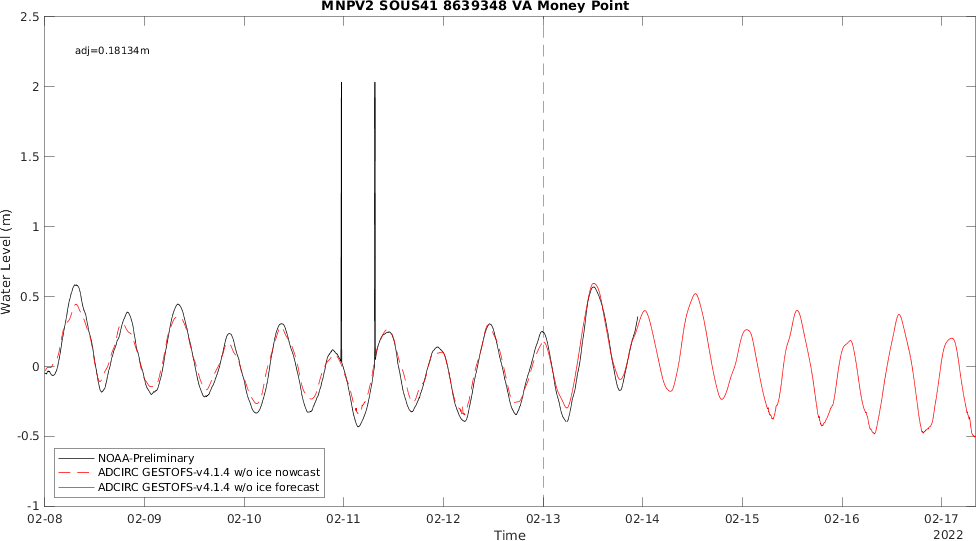 MNPV2 SOUS41 8639348 VA Money Point
adj=0.18134m
2.5
2
1.5
1
0.5
0
-0.5
-1
Water Level (m)
NOAA-Preliminary
ADCIRC GESTOFS-v4.1.4 w/o ice nowcast
ADCIRC GESTOFS-v4.1.4 w/o ice forecast
02-08 02-09 02-10 02-11 02-12 02-13 02-14 02-15 02-16 02-17
Time
2022